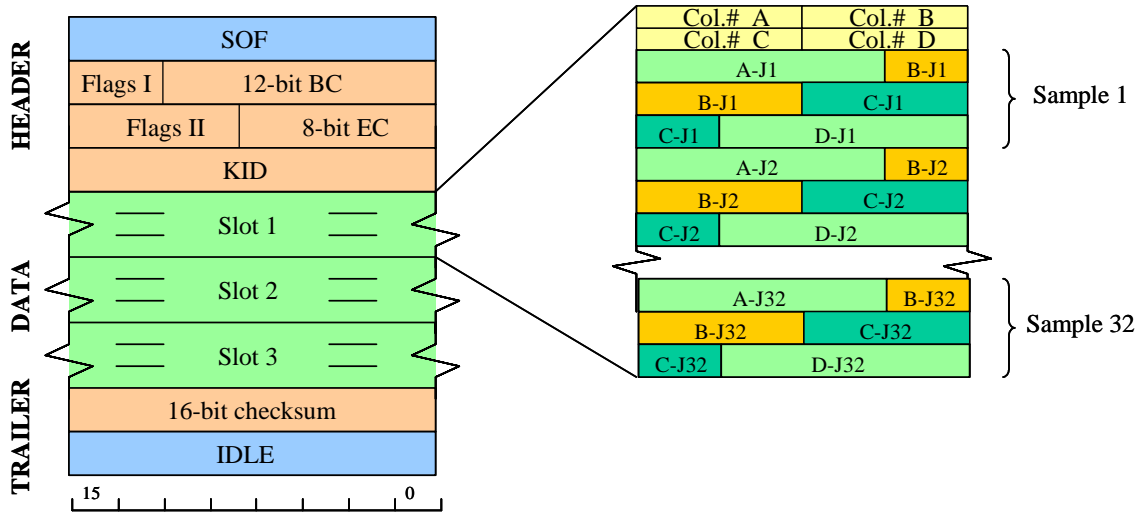 HEADER
SOF
Flags I 12-bit BC
Flags II 8-bit EC
KID
DATA
Slot 1
Slot 2
Slot 3
TRAILER
16-bit checksum
IDLE
15 0
Col.# A Col.# B
Col.# C Col.# D
A-J1 B-J1
B-J1 C-J1
C-J1 D-J1
Sample 1
A-J2 B-J2
B-J2 C-J2
C-J2 D-J2
A-J32 B-J32
B-J32 C-J32
C-J32 D-J32
Sample 32